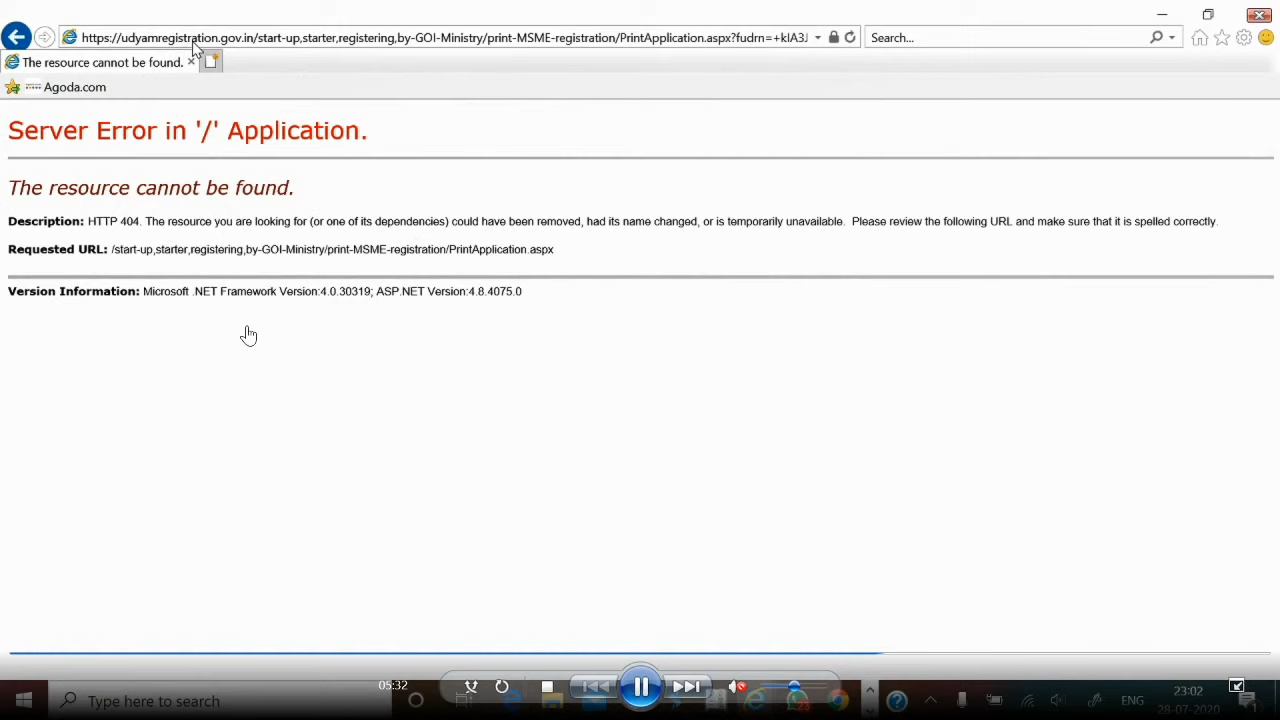 https://udyamregistration.gov.in/start-up,starter,registering,by-GOI-Ministry/print-MSME-registration/PrintApplication.aspx?fudrn=+kIA3J
Search...
The resource cannot be found.
Agoda.com
Server Error in '/' Application.
The resource cannot be found.
Description: HTTP 404. The resource you are looking for (or one of its dependencies) could have been removed, had its name changed, or is temporarily unavailable. Please review the following URL and make sure that it is spelled correctly.
Requested URL: /start-up,starter,registering,by-GOI-Ministry/print-MSME-registration/PrintApplication.aspx
Version Information: Microsoft .NET Framework Version:4.0.30319; ASP.NET Version:4.8.4075.0
05:32
Type here to search
23
ENG
23:02
28-07-2020
1